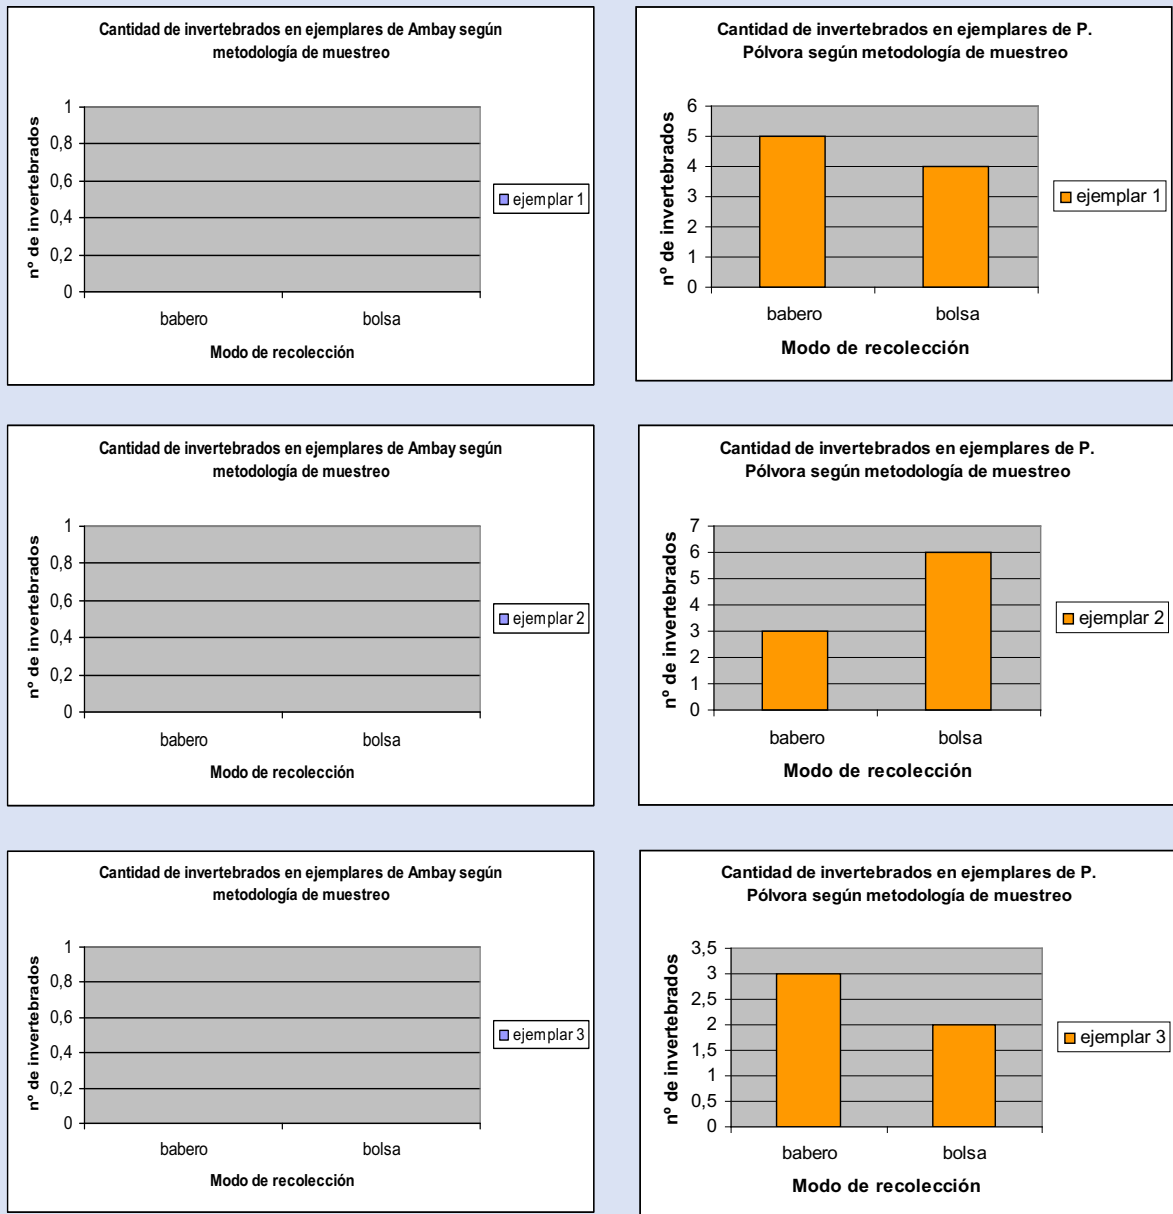 Cantidad de invertebrados en ejemplares de Ambay según
metodología de muestreo
nº de invertebrados
1
0,8
0,6
0,4
0,2
0
babero bolsa
Modo de recolección
ejemplar 1
Cantidad de invertebrados en ejemplares de P.
Pólvora según metodología de muestreo
nº de invertebrados
6
5
4
3
2
1
0
babero bolsa
Modo de recolección
ejemplar 1
Cantidad de invertebrados en ejemplares de Ambay según
metodología de muestreo
nº de invertebrados
1
0,8
0,6
0,4
0,2
0
babero bolsa
Modo de recolección
ejemplar 2
Cantidad de invertebrados en ejemplares de P.
Pólvora según metodología de muestreo
nº de invertebrados
7
6
5
4
3
2
1
0
babero bolsa
Modo de recolección
ejemplar 2
Cantidad de invertebrados en ejemplares de Ambay según
metodología de muestreo
nº de invertebrados
1
0,8
0,6
0,4
0,2
0
babero bolsa
Modo de recolección
ejemplar 3
Cantidad de invertebrados en ejemplares de P.
Pólvora según metodología de muestreo
nº de invertebrados
3,5
3
2,5
2
1,5
1
0,5
0
babero bolsa
Modo de recolección
ejemplar 3